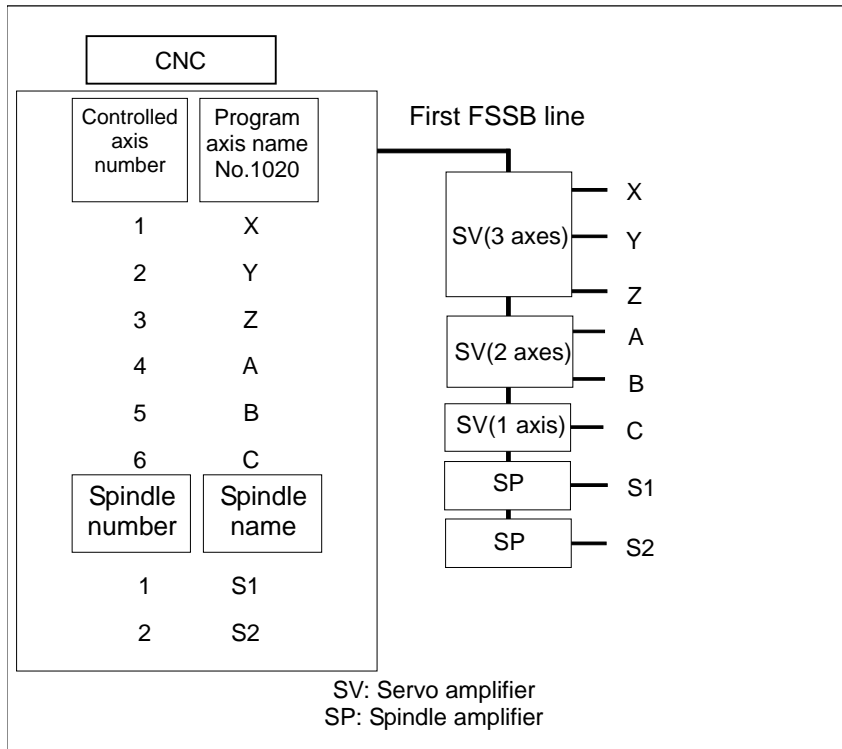 CNC
Controlled
axis
number
Program
axis name
No.1020
1 X
2 Y
3 Z
4 A
5 B
6 C
Spindle
number
Spindle
name
1 S1
2 S2
First FSSB line
SV(3 axes)
X
Y
Z
SV(2 axes)
A
B
SV(1 axis)
C
SP
S1
SP
S2
SV: Servo amplifier
SP: Spindle amplifier